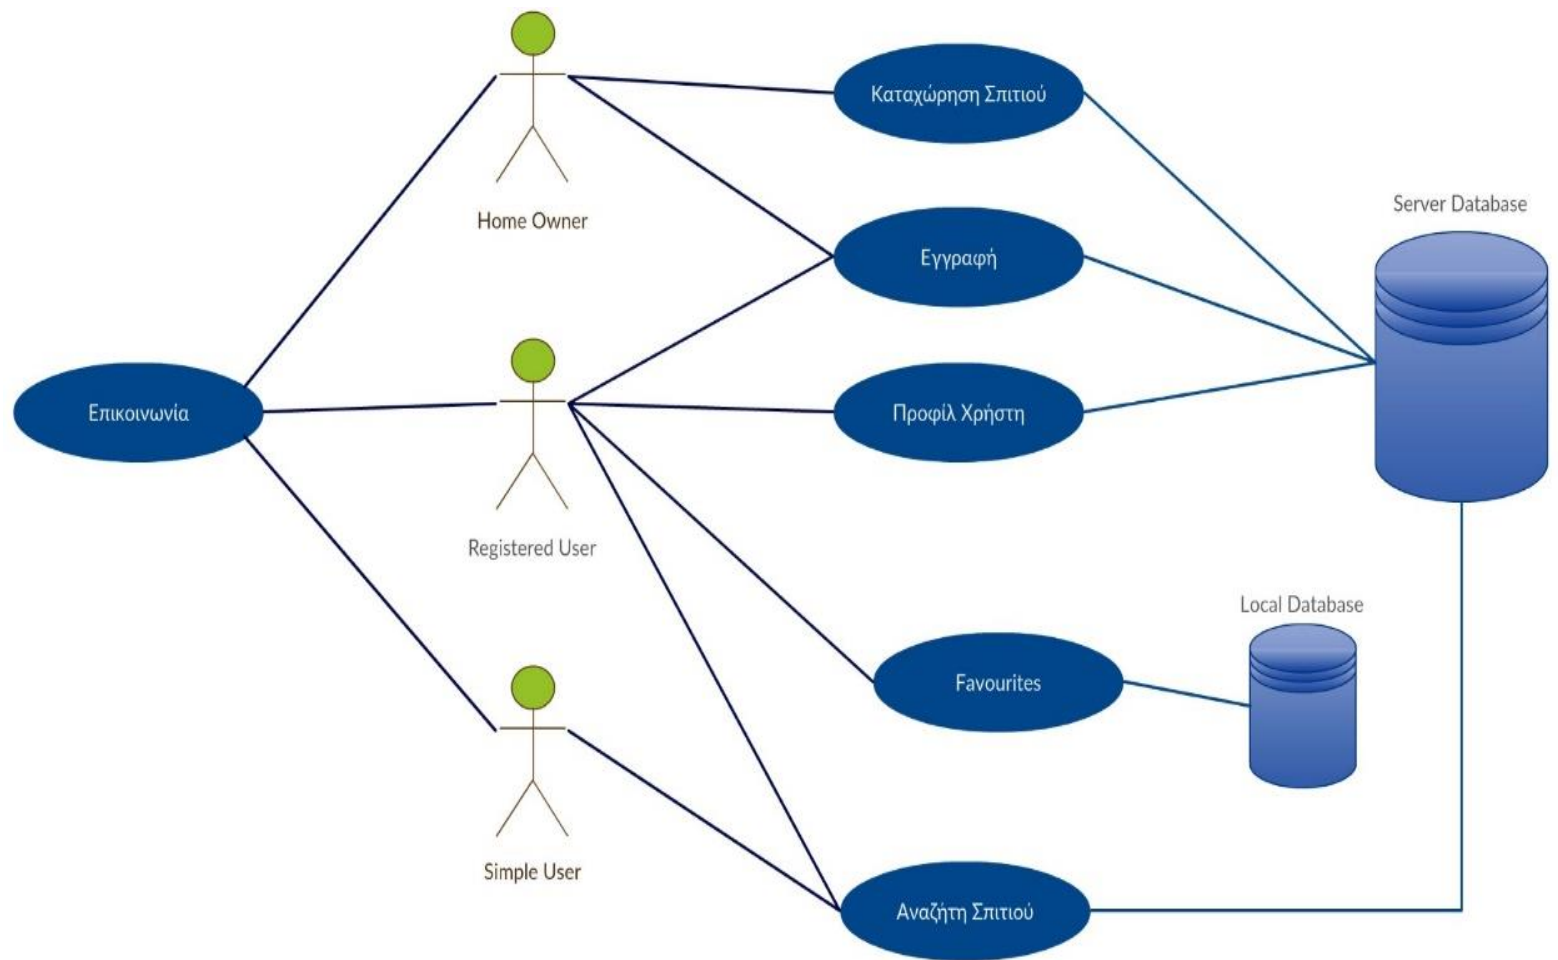 Καταχώρηση Σπιτιού
Home Owner
Server Database
Εγγραφή
Επικοινωνία
Προφίλ Χρήστη
Registered User
Local Database
Favourites
Simple User
Αναζήτη Σπιτιού